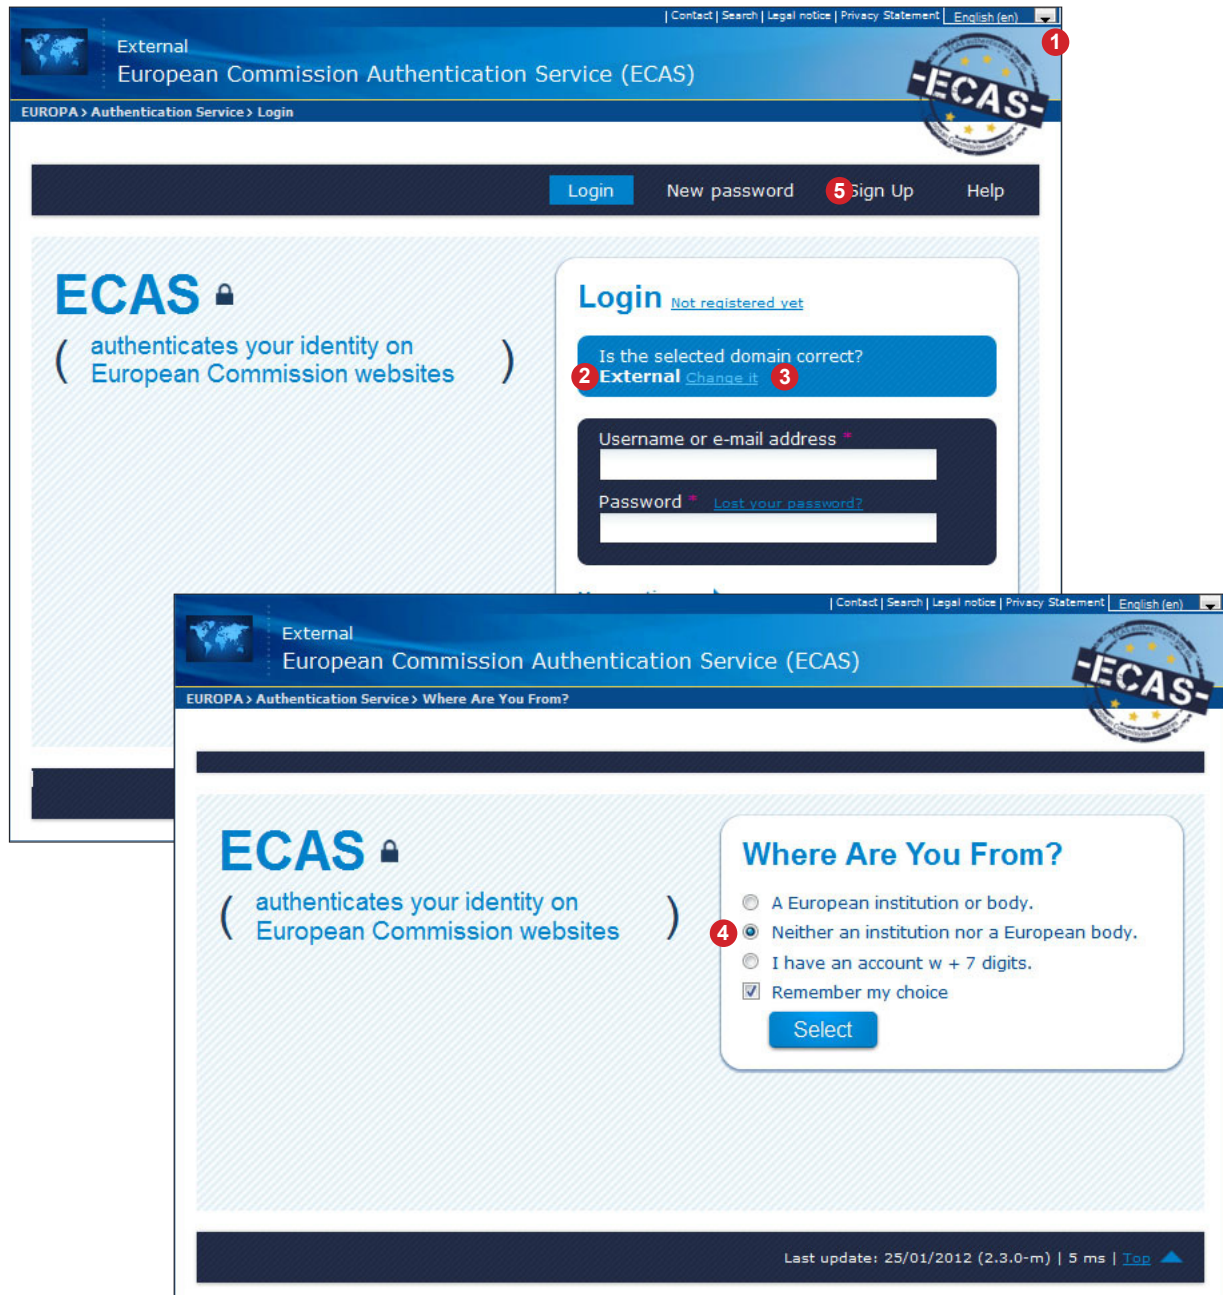 | Contact | Search | Legal notice | Privacy Statement English (en)
1
External
European Commission Authentication Service (ECAS)
-ECAS-
EUROPA > Authentication Service > Login
Login New password 5 Sign Up Help
ECAS
( authenticates your identity on
European Commission websites )
Login Not registered yet
Is the selected domain correct?
2 External Change it 3
Username or e-mail address *
Password * Lost your password?
| Contact | Search | Legal notice | Privacy Statement English (en)
External
European Commission Authentication Service (ECAS)
-ECAS-
EUROPA > Authentication Service > Where Are You From?
ECAS
( authenticates your identity on
European Commission websites )
Where Are You From?
A European institution or body.
4 Neither an institution nor a European body.
I have an account w + 7 digits.
Remember my choice
Select
Last update: 25/01/2012 (2.3.0-m) | 5 ms | Top